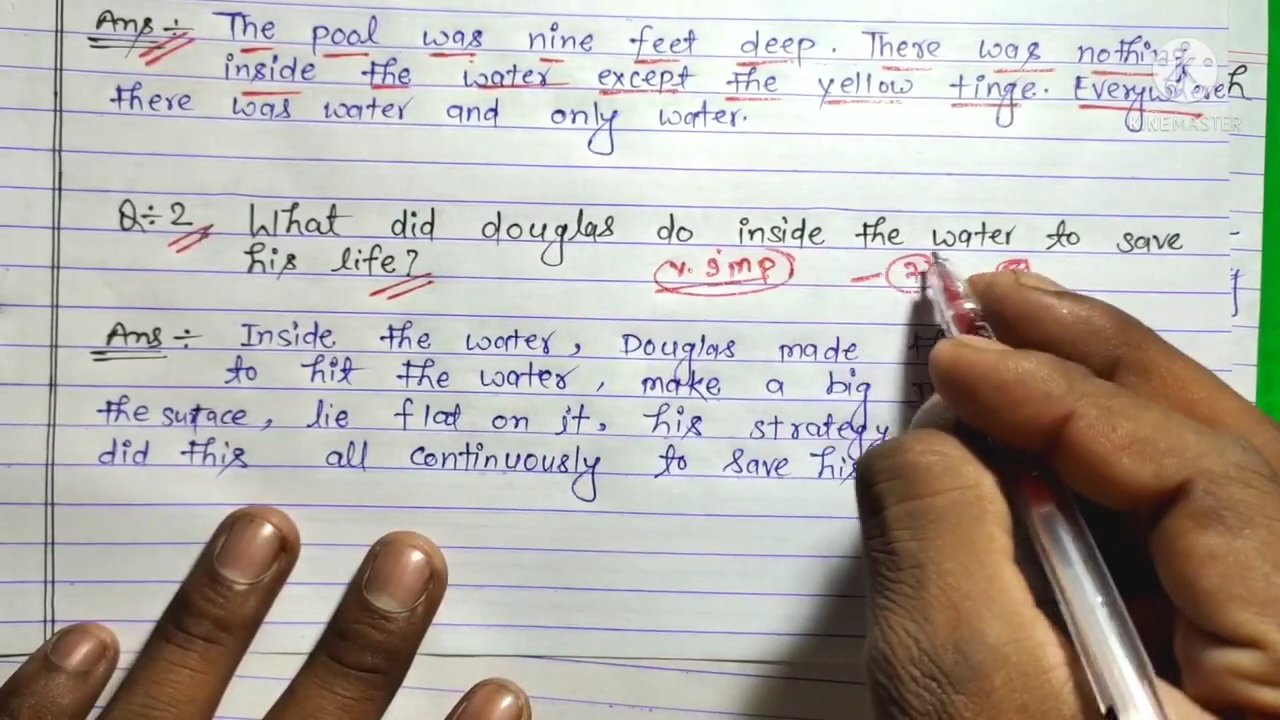 Ans ÷ The pool was nine feet deep. There was nothing
inside the water except the yellow tinge. Everywhere
there was water and only water.
Q ÷ 2 What did douglas do inside the water to save
his life?
v. imp
Ans ÷ Inside the water, Douglas made
to hit the water, make a big
the surface, lie flat on it, his strategy
did this all continuously to save his
KINEMASTER